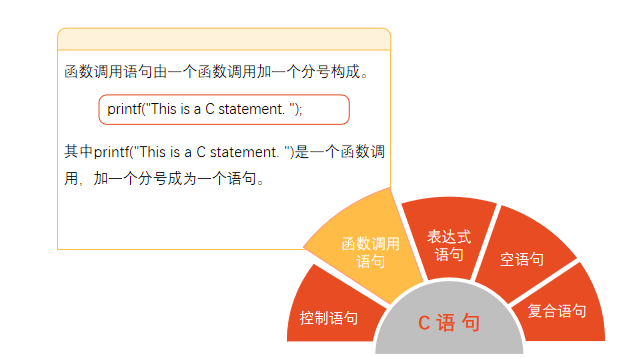 函数调用语句由一个函数调用加一个分号构成。
printf("This is a C statement. ");
其中printf("This is a C statement. ")是一个函数调
用，加一个分号成为一个语句。
控制语句
函数调用
语句
表达式
语句
空语句
复合语句
C 语 句